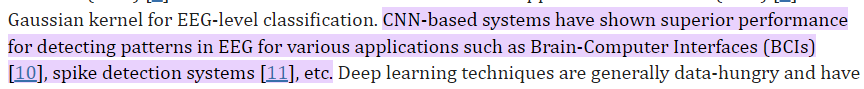 Gaussian kernel for EEG-level classification. CNN-based systems have shown superior performance
for detecting patterns in EEG for various applications such as Brain-Computer Interfaces (BCIs)
[10], spike detection systems [11], etc. Deep learning techniques are generally data-hungry and have